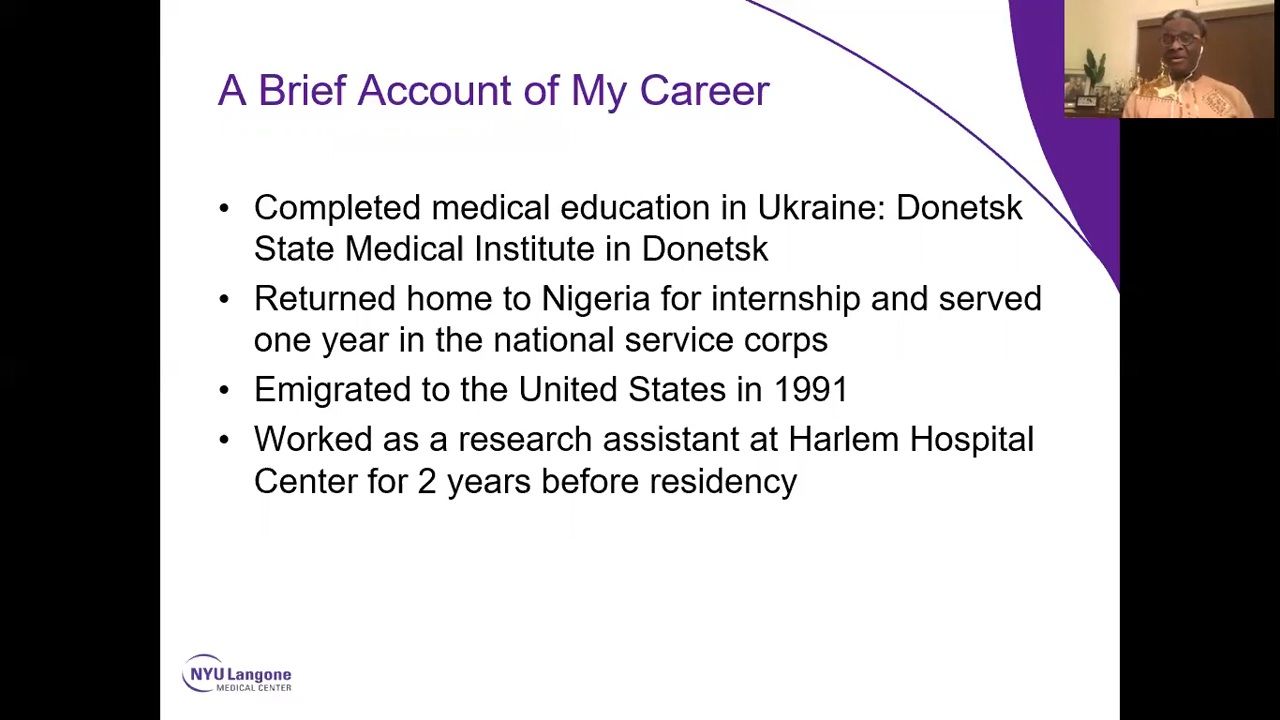 A Brief Account of My Career
• Completed medical education in Ukraine: Donetsk
State Medical Institute in Donetsk
• Returned home to Nigeria for internship and served
one year in the national service corps
• Emigrated to the United States in 1991
• Worked as a research assistant at Harlem Hospital
Center for 2 years before residency
NYU Langone
MEDICAL CENTER